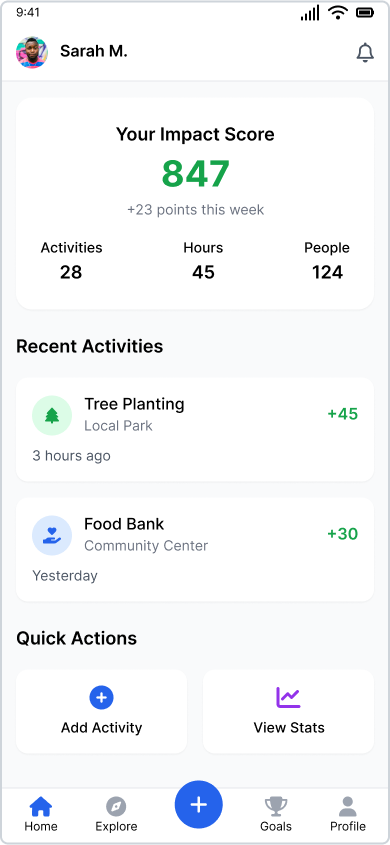 9:41
Sarah M.
Your Impact Score
847
+23 points this week
Activities Hours People
28 45 124
Recent Activities
Tree Planting
Local Park
+45
3 hours ago
Food Bank
Community Center
+30
Yesterday
Quick Actions
Add Activity View Stats
Home Explore Goals Profile